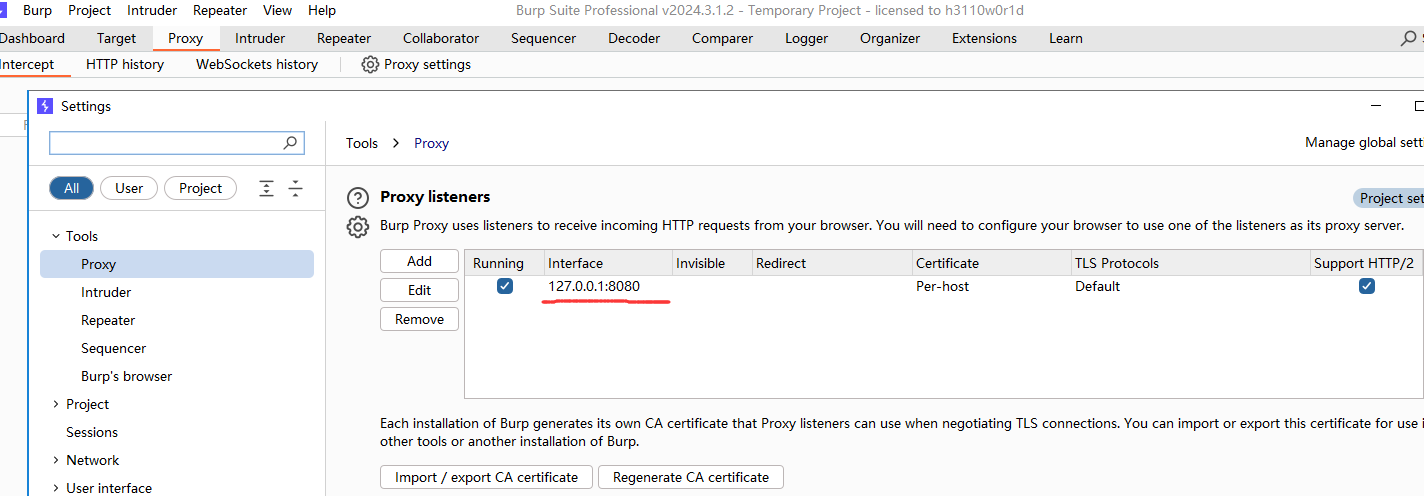 Burp Project Intruder Repeater View Help Burp Suite Professional v2024.3.1.2 - Temporary Project - licensed to h3110w0r1d
Dashboard Target Proxy Intruder Repeater Collaborator Sequencer Decoder Comparer Logger Organizer Extensions Learn
Intercept HTTP history WebSockets history Proxy settings
Settings
Tools > Proxy Manage global setti
All User Project
Proxy listeners Project set
Burp Proxy uses listeners to receive incoming HTTP requests from your browser. You will need to configure your browser to use one of the listeners as its proxy server.
Tools
Proxy
Intruder
Repeater
Sequencer
Burp's browser
Project
Sessions
Network
User interface
Add
Edit
Remove
Running Interface Invisible Redirect Certificate TLS Protocols Support HTTP/2
127.0.0.1:8080 Per-host Default
Each installation of Burp generates its own CA certificate that Proxy listeners can use when negotiating TLS connections. You can import or export this certificate for use i
other tools or another installation of Burp.
Import / export CA certificate Regenerate CA certificate